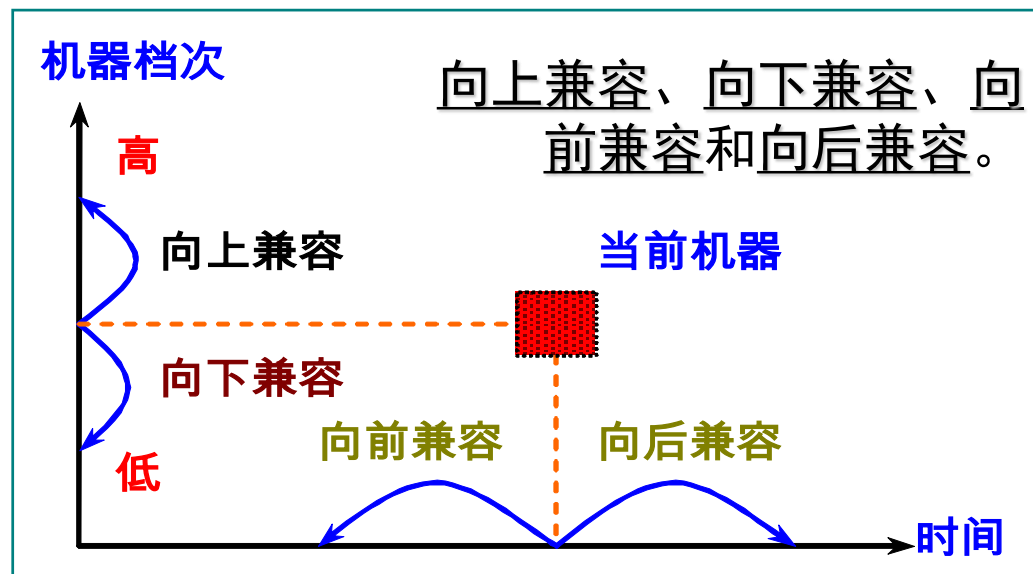 机器档次
向上兼容、向下兼容、向
前兼容和向后兼容。
高
向上兼容
当前机器
向下兼容
向前兼容
向后兼容
低
时间